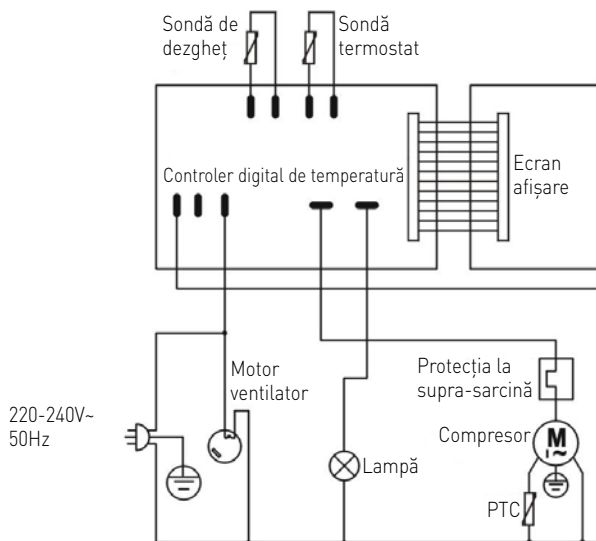 Sondă de
dezgheț
Sondă
termostat
Controler digital de temperatură
Ecran
afișare
Motor
ventilator
Protecția la
supra-sarcină
220-240V~
50Hz
Compresor
M
1~
Lampă
PTC